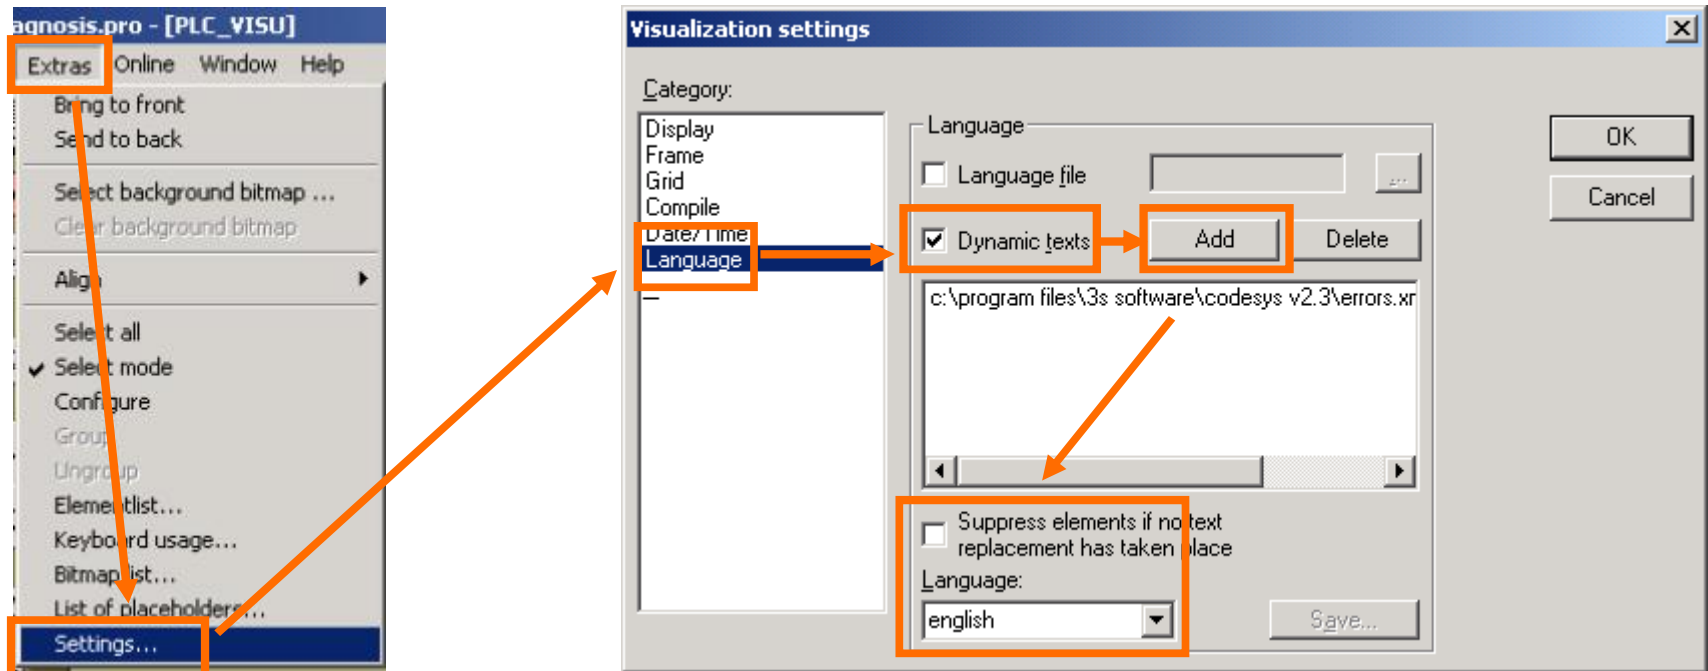 agnosis.pro - [PLC_VISU]
Extras Online Window Help
Bring to front
Send to back
Select background bitmap ...
Clear background bitmap
Align
Select all
Select mode
Configure
Group
Ungroup
Elementlist...
Keyboard usage...
Bitmap list...
List of placeholders...
Settings...
Visualization settings
Category:
Display
Frame
Grid
Compile
Date/Time
Language
Language
Language file
...
Dynamic texts
Add
Delete
c:\program files\3s software\codesys v2.3\errors.xr
Suppress elements if no text
replacement has taken place
Language:
english
Save...
OK
Cancel